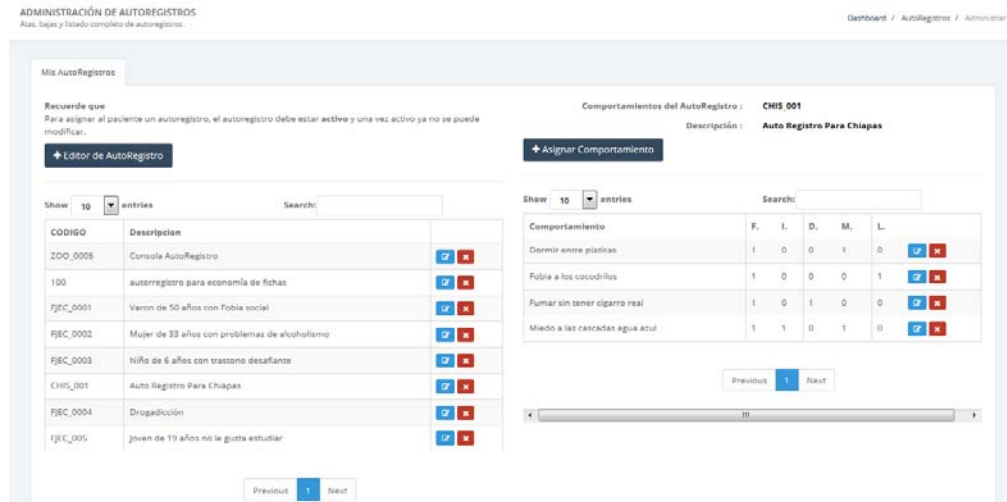 ADMINISTRACIÓN DE AUTOREGISTROS
Atas, bajas y listado completo de autoregistros.
Dashboard / AutoRegistros / Administrar
Mis AutoRegistros
Recuerde que
Para asignar al paciente un autoregistro, el autoregistro debe estar activo y una vez activo ya no se puede
modificar.
+ Editor de AutoRegistro
Show 10 entries Search:
CODIGO Descripcion
ZOO_0005 Consola AutoRegistro
100 autorregistro para economía de fichas
FJEC_0001 Varon de 50 años con Fobia social
FJEC_0002 Mujer de 33 años con problemas de alcoholismo
FJEC_0003 Niño de 6 años con trastono desafiante
CHIS_001 Auto Registro Para Chiapas
FJEC_0004 Drogadicción
FJEC_005 Joven de 19 años no le gusta estudiar
Previous 1 Next
Comportamientos del AutoRegistro : CHIS_001
Descripción : Auto Registro Para Chiapas
+ Asignar Comportamiento
Show 10 entries Search:
Comportamiento F. I. D. M. L.
Dormir entre platicas 1 0 0 1 0
Fobia a los cocodrilos 1 0 0 0 1
Fumar sin tener cigarro real 1 0 1 0 0
Miedo a las cascadas agua azul 1 1 0 1 0
Previous 1 Next